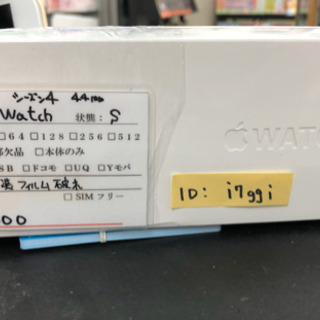 シーズン4 44mm
Watch 状態: S
□64 □128 □256 □512
欠品 □本体のみ
SB □ドコモ □UQ □Yモバ
フィルム破れ
□SIMフリー
00
WATC
ID: i7ggi